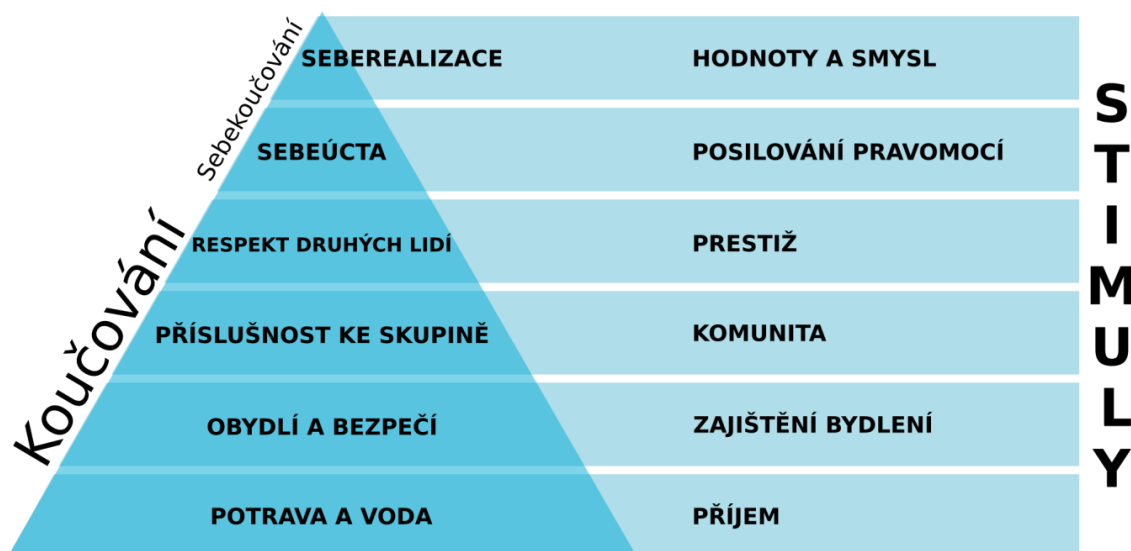 Sebekoučování
Koučování
SEBEREALIZACE
HODNOTY A SMYSL
SEBEÚCTA
POSILOVÁNÍ PRAVOMOCÍ
RESPEKT DRUHÝCH LIDÍ
PRESTIŽ
PŘÍSLUŠNOST KE SKUPINĚ
KOMUNITA
OBYDLÍ A BEZPEČÍ
ZAJIŠTĚNÍ BYDLENÍ
POTRAVA A VODA
PŘÍJEM
STIMULY